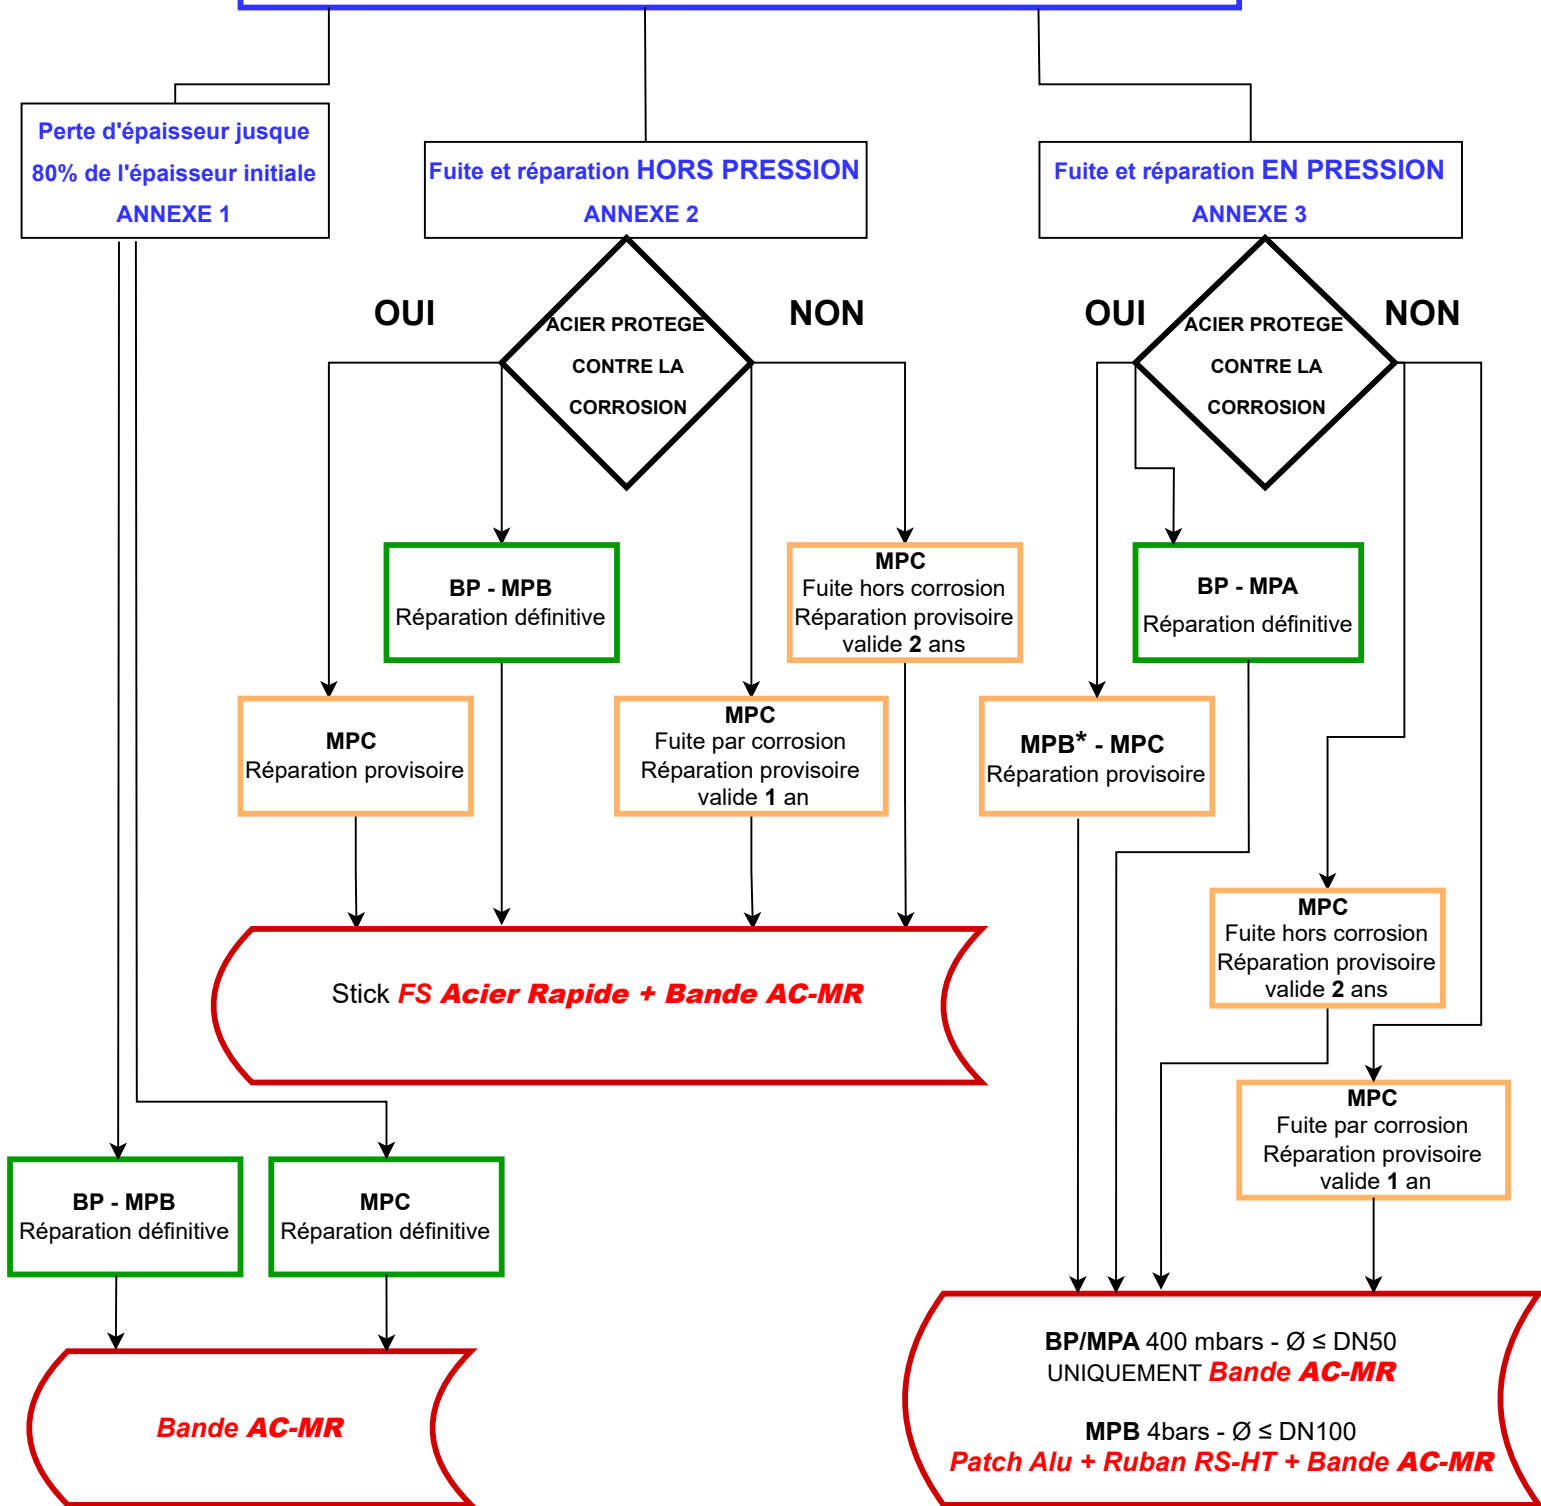 Perte d'épaisseur jusque
80% de l'épaisseur initiale
ANNEXE 1
Fuite et réparation HORS PRESSION
ANNEXE 2
Fuite et réparation EN PRESSION
ANNEXE 3
OUI
ACIER PROTEGE
CONTRE LA
CORROSION
NON
OUI
ACIER PROTEGE
CONTRE LA
CORROSION
NON
BP - MPB
Réparation définitive
MPC
Fuite hors corrosion
Réparation provisoire
valide 2 ans
BP - MPA
Réparation définitive
MPC
Réparation provisoire
MPC
Fuite par corrosion
Réparation provisoire
valide 1 an
MPB* - MPC
Réparation provisoire
MPC
Fuite hors corrosion
Réparation provisoire
valide 2 ans
Stick FS Acier Rapide + Bande AC-MR
MPC
Fuite par corrosion
Réparation provisoire
valide 1 an
BP - MPB
Réparation définitive
MPC
Réparation définitive
Bande AC-MR
BP/MPA 400 mbars - Ø ≤ DN50
UNIQUEMENT Bande AC-MR
MPB 4bars - Ø ≤ DN100
Patch Alu + Ruban RS-HT + Bande AC-MR